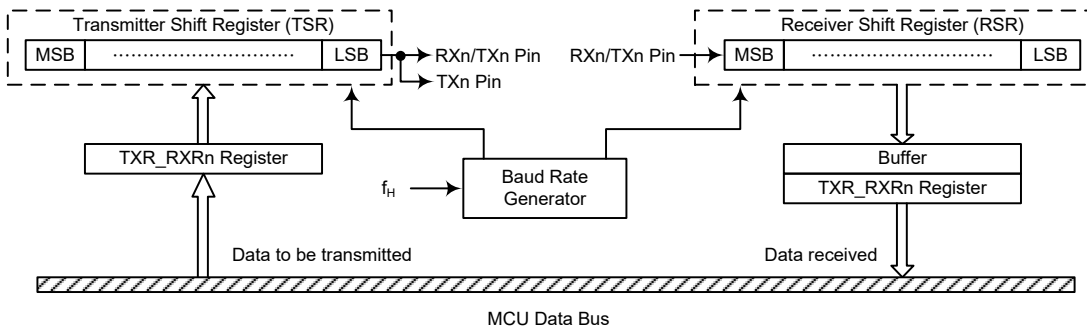 Transmitter Shift Register (TSR)
MSB
LSB
RXn/TXn Pin
TXn Pin
Receiver Shift Register (RSR)
RXn/TXn Pin
MSB
LSB
TXR_RXRn Register
fH
Baud Rate
Generator
Buffer
TXR_RXRn Register
Data to be transmitted
Data received
MCU Data Bus